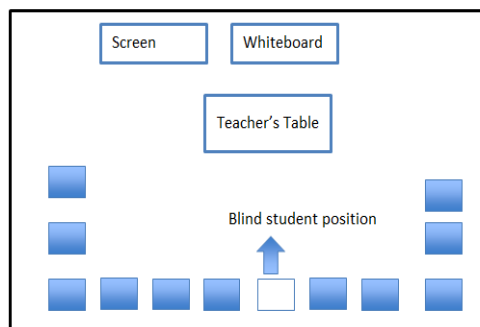 Screen
Whiteboard
Teacher's Table
Blind student position